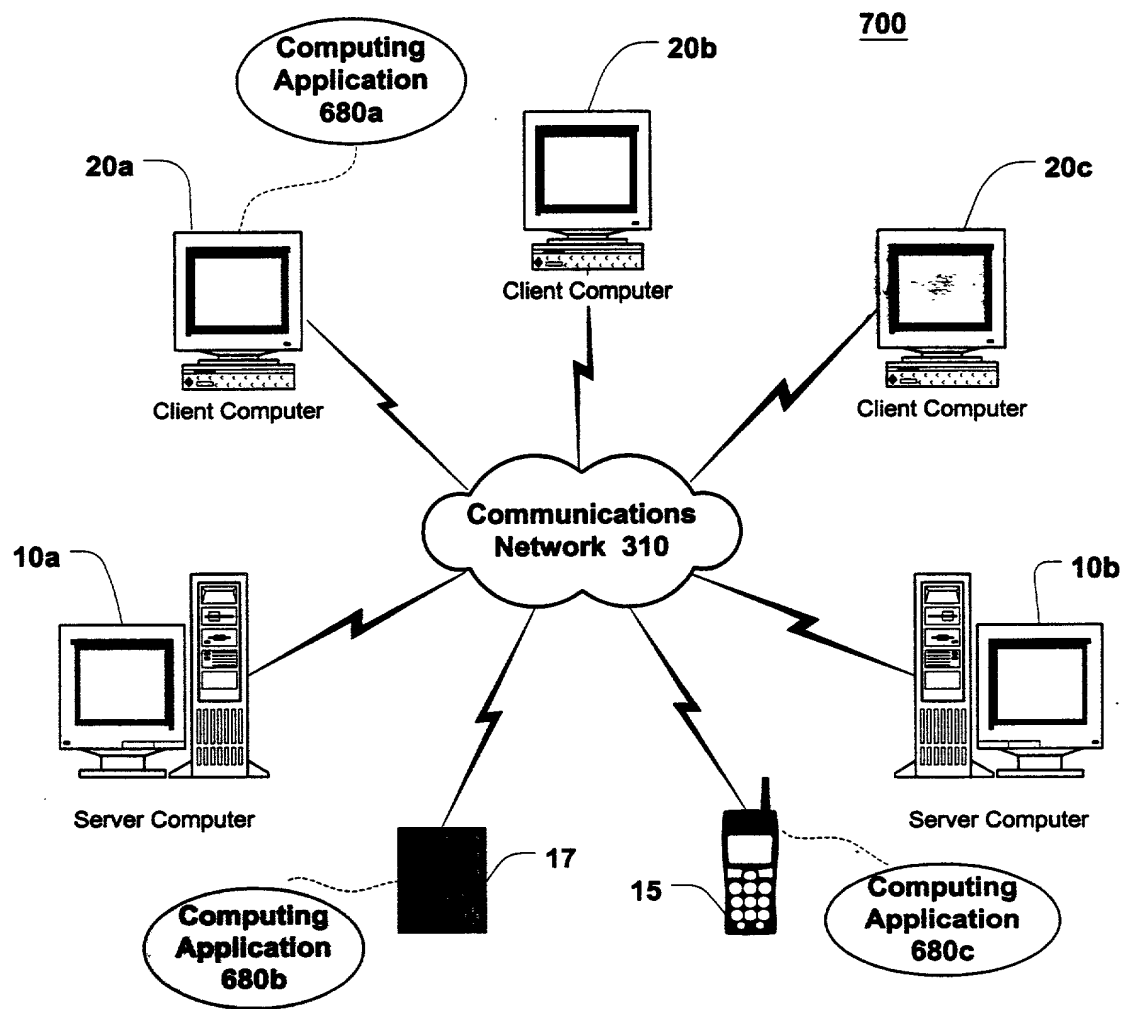 700
Computing
Application
680a
20b
20a
20c
Client Computer
Client Computer
Client Computer
Communications
Network 310
10a
10b
Server Computer
Server Computer
17
15
Computing
Application
680b
Computing
Application
680c